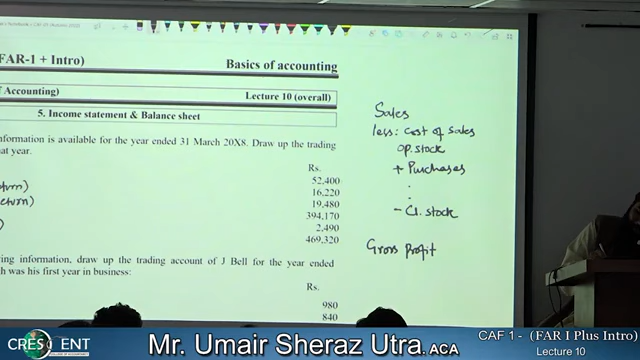 (FAR-1 + Intro)
Basics of accounting
Accounting)
Lecture 10 (overall)
5. Income statement & Balance sheet
information is available for the year ended 31 March 20X8. Draw up the trading
at year.
Rs.
52,400
16,220
19,480
394,170
2,490
469,320
ing information, draw up the trading account of J Bell for the year ended
h was his first year in business:
Rs.
980
840
Sales
less: Cost of Sales
op. stock
+ Purchases
:
- Cl. stock
Gross Profit
CRESCENT
Mr. Umair Sheraz Utra. ACA
CAF 1 - (FAR I Plus Intro)
Lecture 10